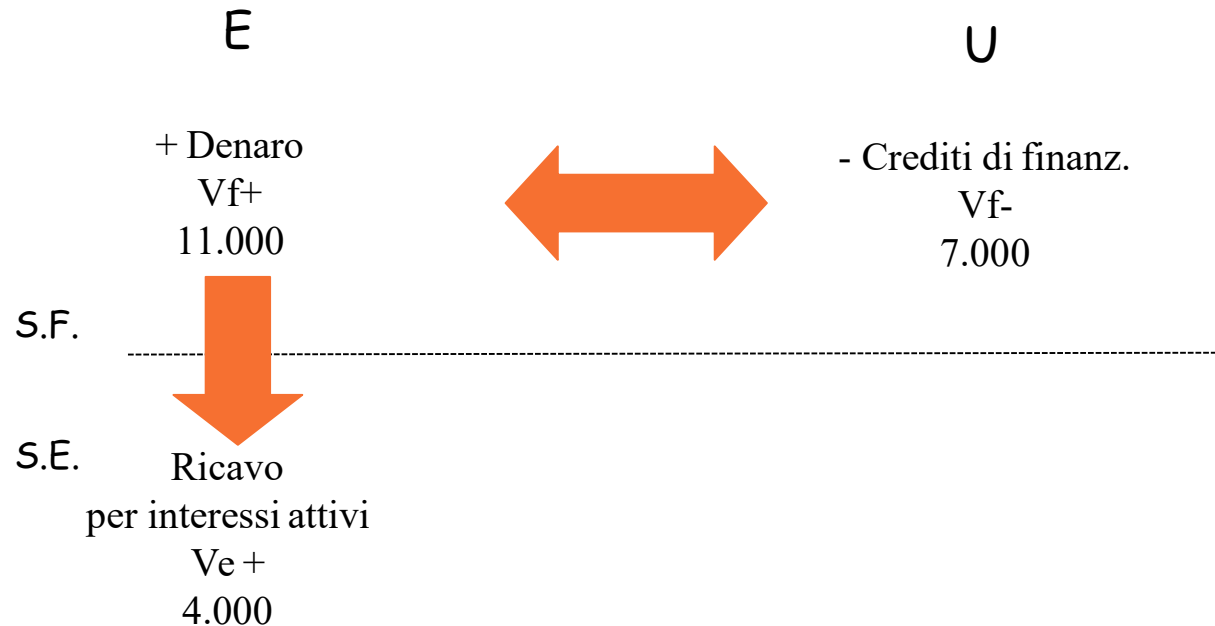 E
U
+ Denaro
Vf+
11.000
- Crediti di finanz.
Vf-
7.000
S.F.
S.E.
Ricavo
per interessi attivi
Ve +
4.000